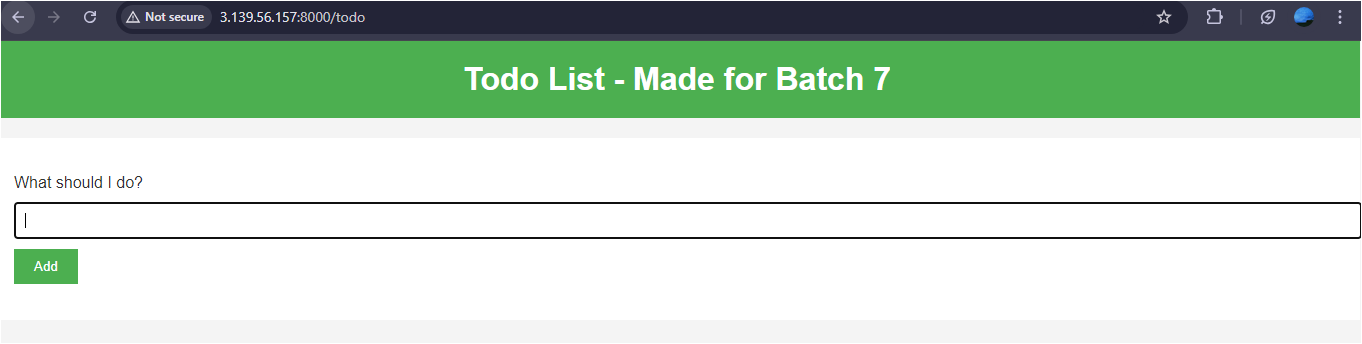 Not secure
3.139.56.157:8000/todo
Todo List - Made for Batch 7
What should I do?
Add